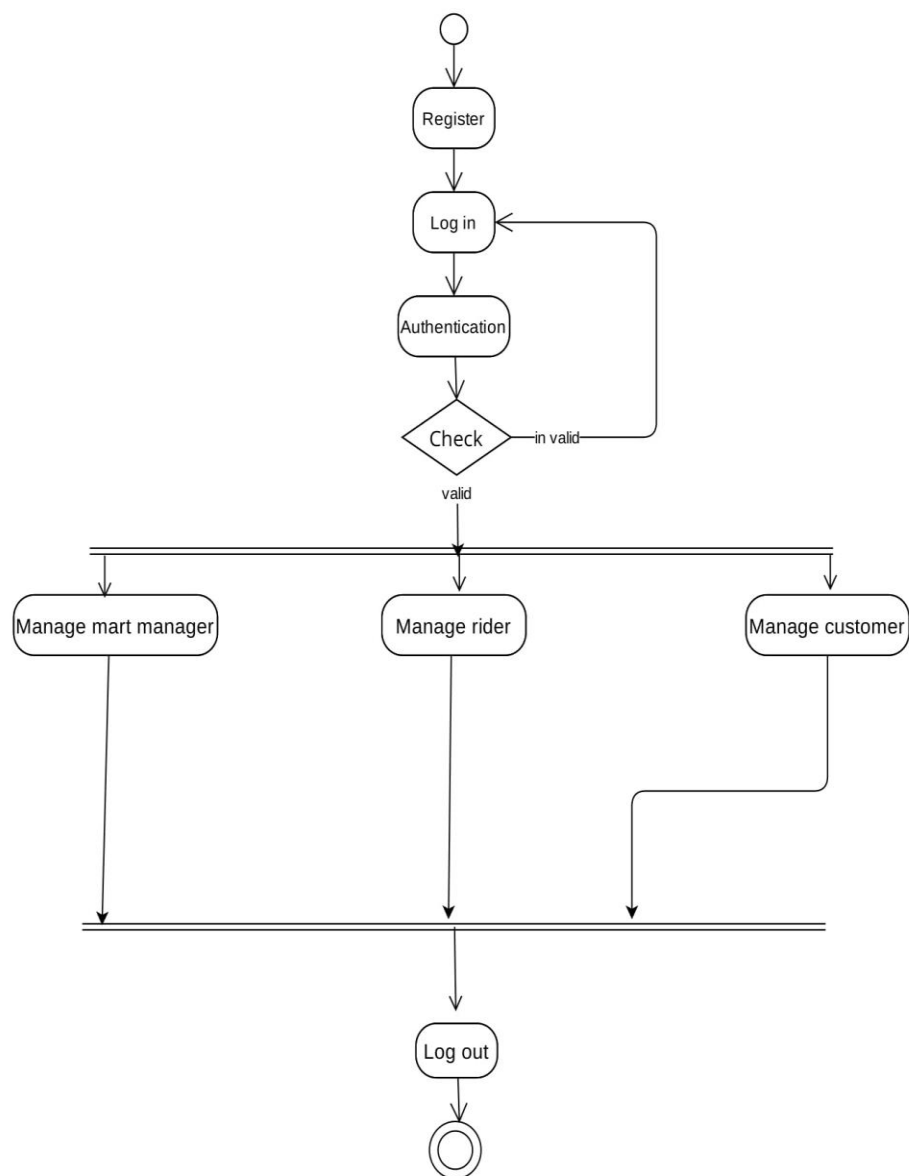 Register
Log in
Authentication
Check
in valid
valid
Manage mart manager
Manage rider
Manage customer
Log out